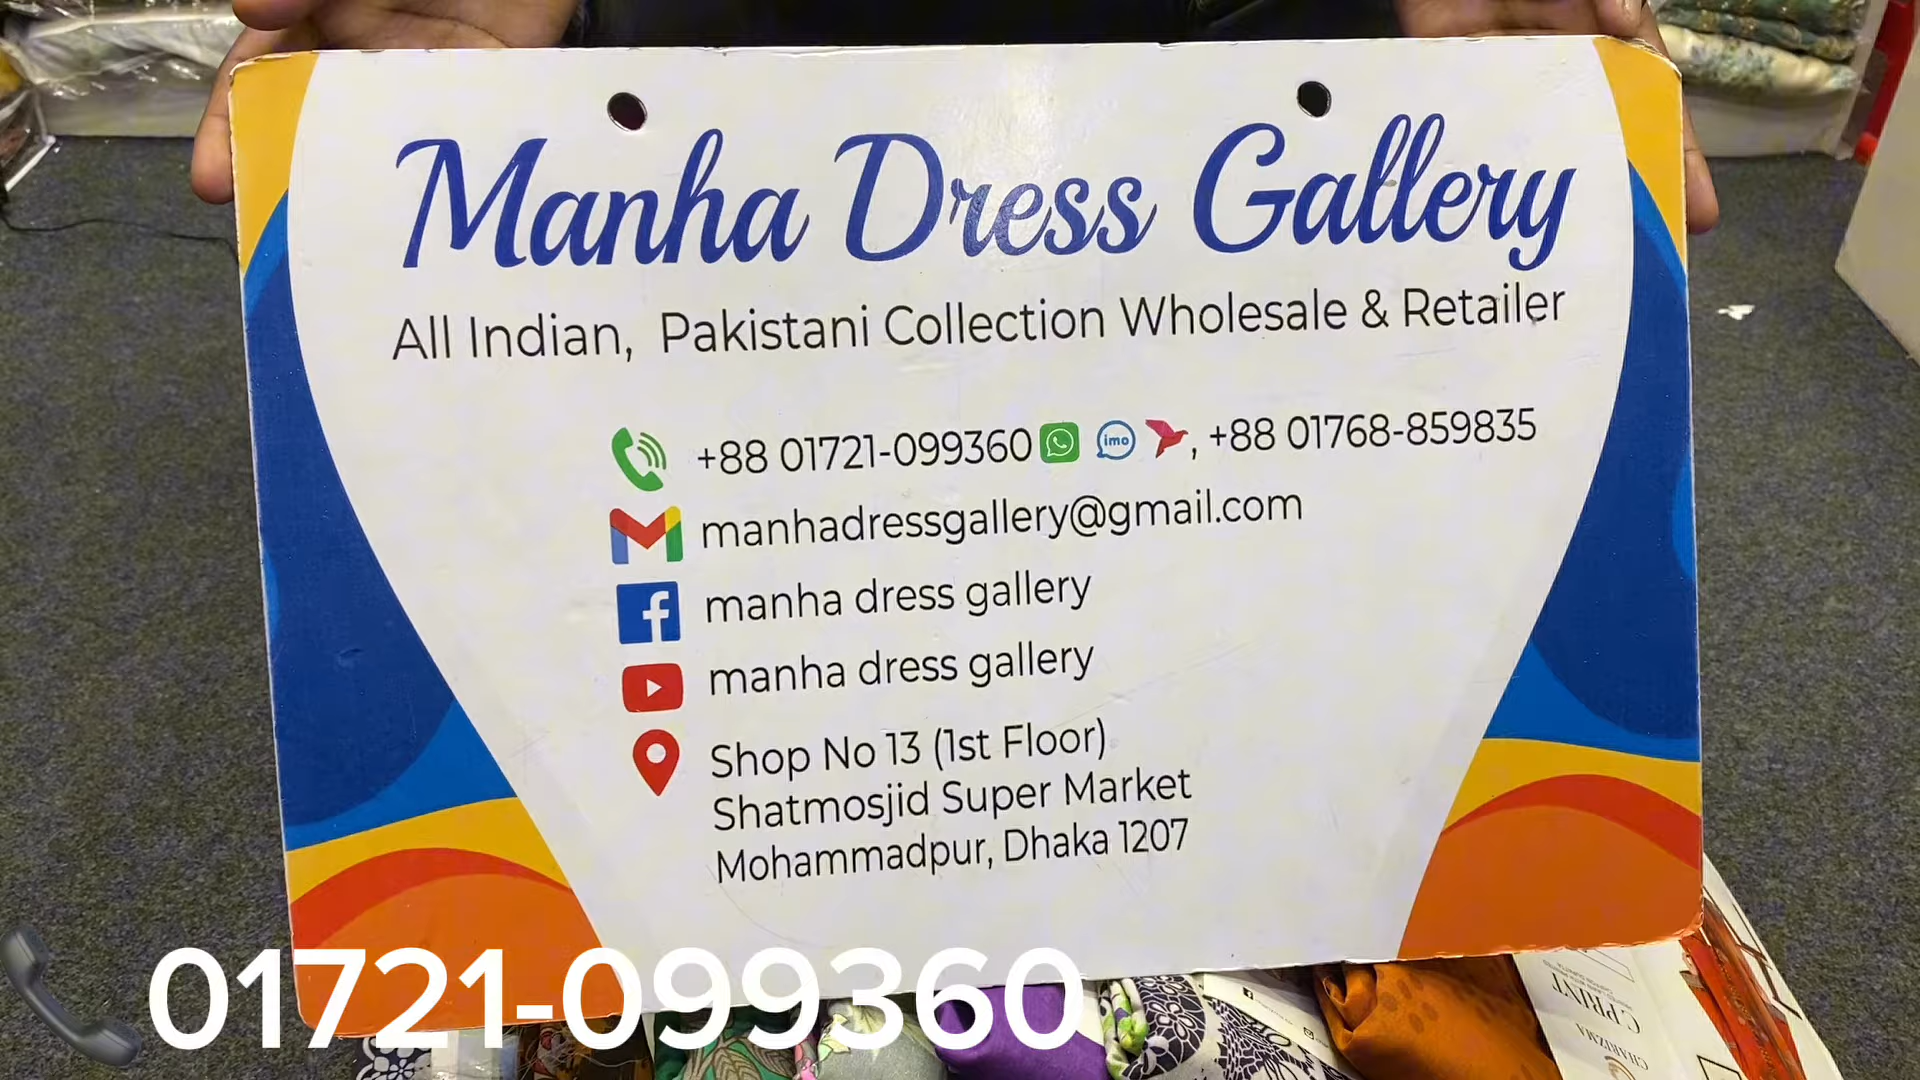 Manha Dress Gallery
All Indian, Pakistani Collection Wholesale & Retailer
+88 01721-099360 imo, +88 01768-859835
manhadressgallery@gmail.com
manha dress gallery
manha dress gallery
Shop No 13 (1st Floor)
Shatmosjid Super Market
Mohammadpur, Dhaka 1207
01721-099360
CPRINT
CHARIZMA